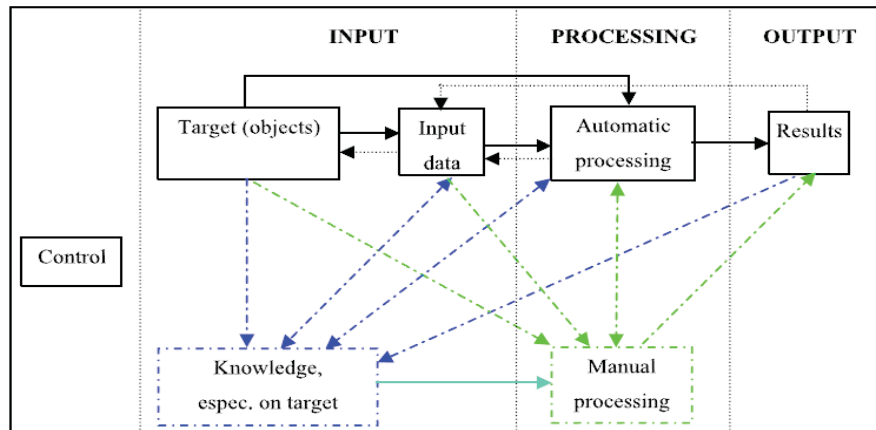 INPUT
PROCESSING
OUTPUT
Target (objects)
Input
data
Automatic
processing
Results
Control
Knowledge,
espec. on target
Manual
processing